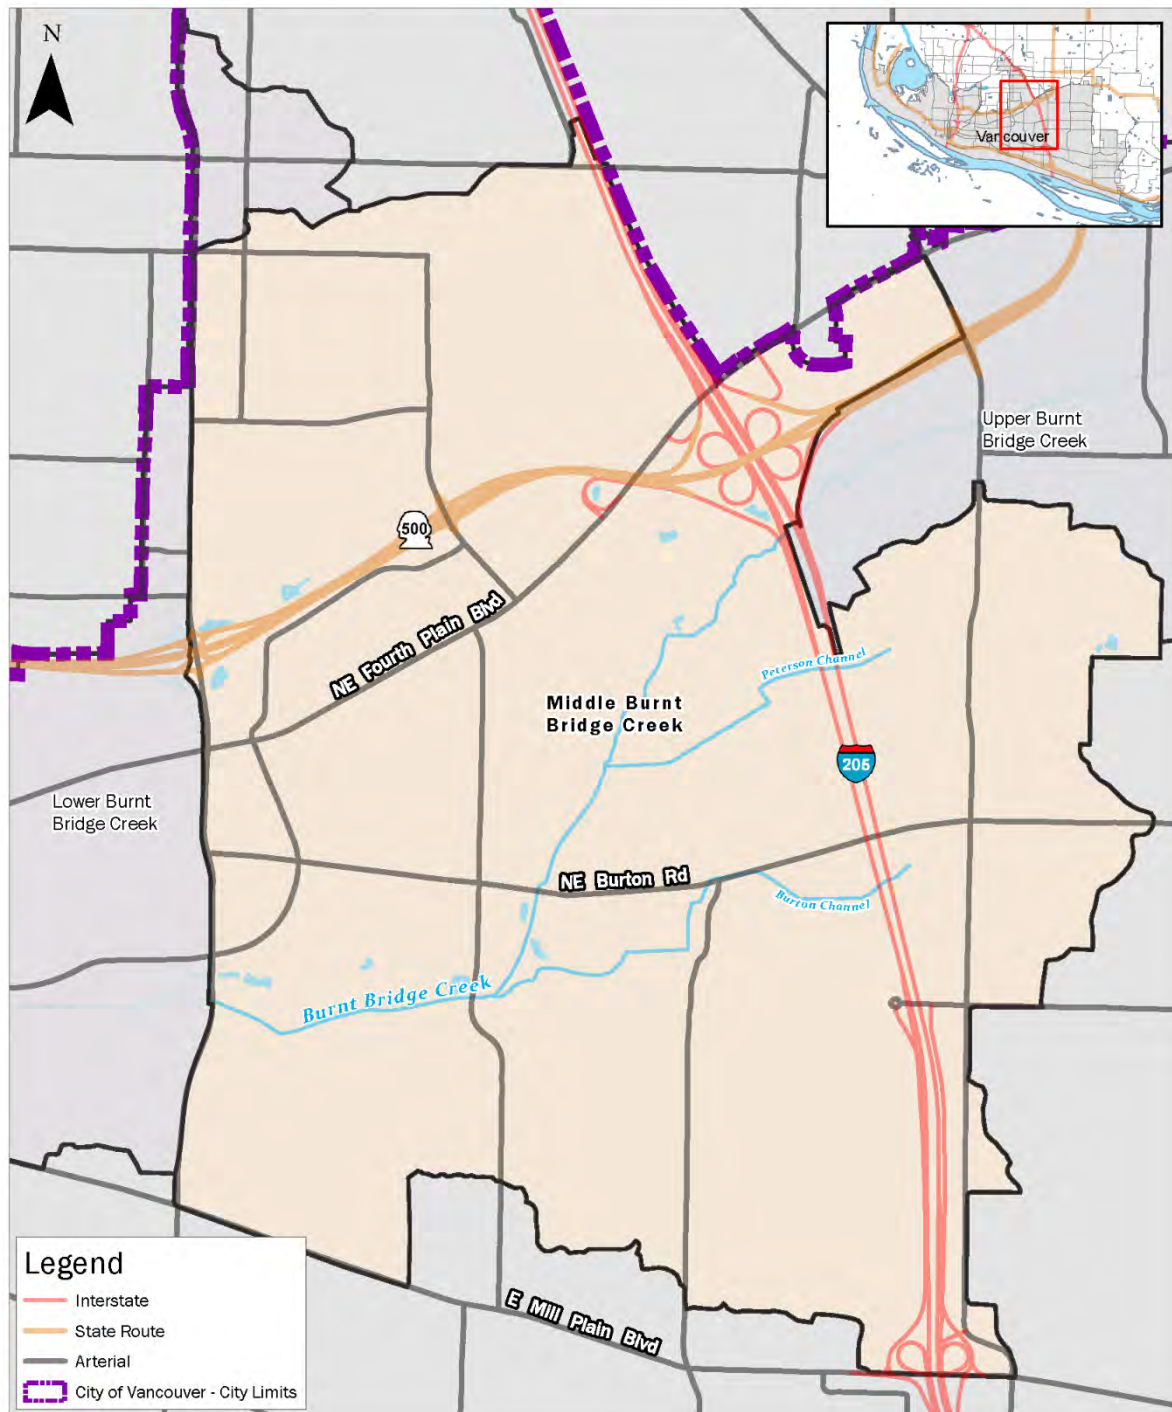 N
Vancouver
Upper Burnt
Bridge Creek
500
NE Fourth Plain Blvd
Peterson Channel
Middle Burnt
Bridge Creek
205
Lower Burnt
Bridge Creek
NE Burton Rd
Burton Channel
Burnt Bridge Creek
E Mill Plain Blvd
Legend
Interstate
State Route
Arterial
City of Vancouver - City Limits